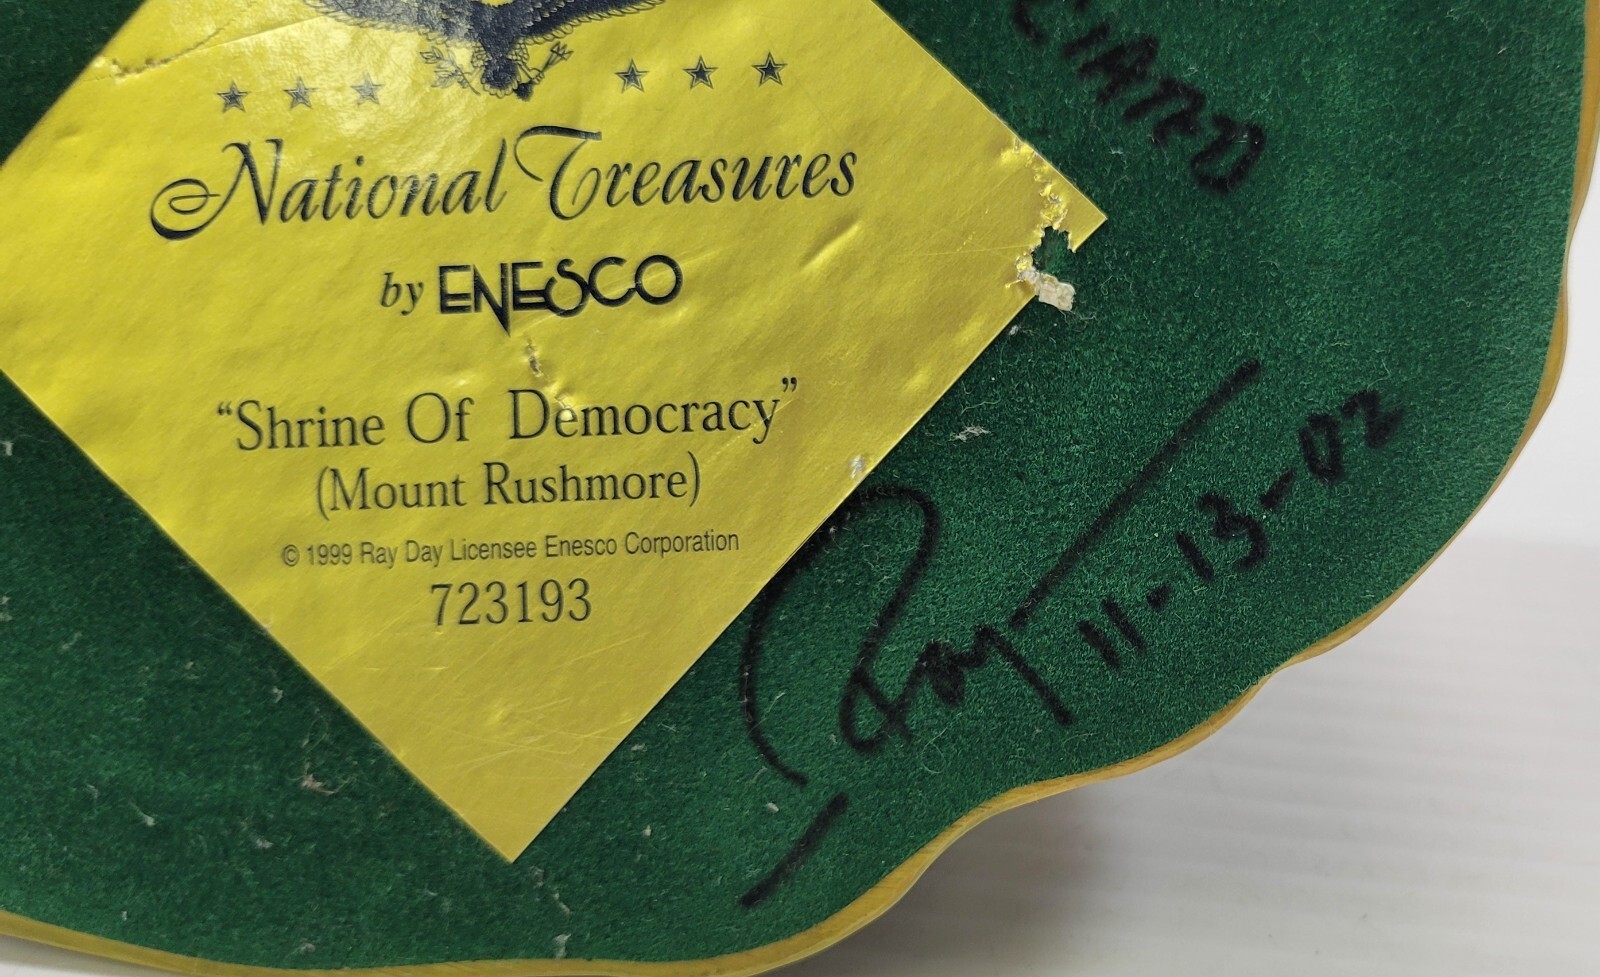 National Treasures
by ENESCO
“Shrine Of Democracy”
(Mount Rushmore)
© 1999 Ray Day Licensee Enesco Corporation
723193
Ray
11-13-02